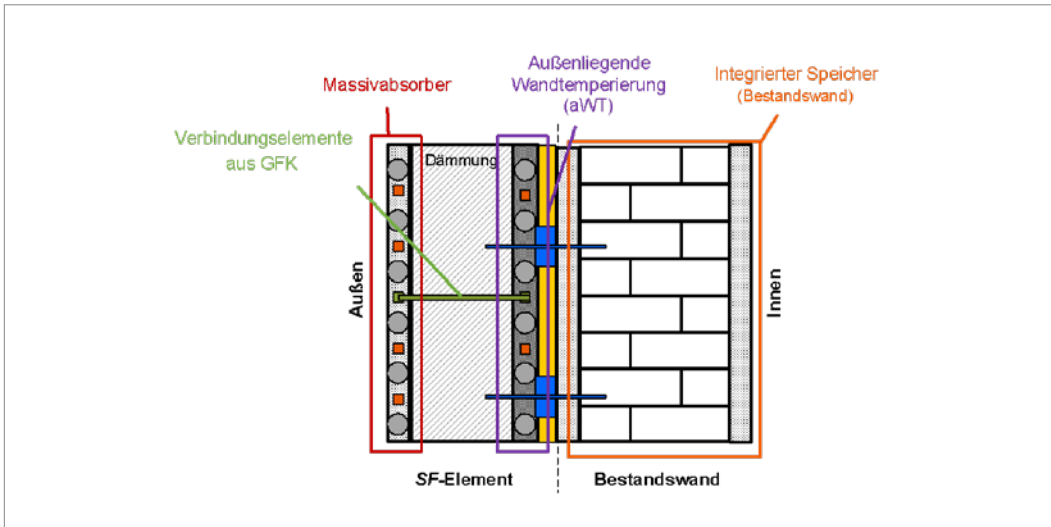 Außenliegende
Wandtemperierung
(aWT)
Integrierter Speicher
(Bestandswand)
Massivabsorber
Verbindungselemente
aus GFK
Dämmung
Außen
Innen
SF-Element
Bestandswand